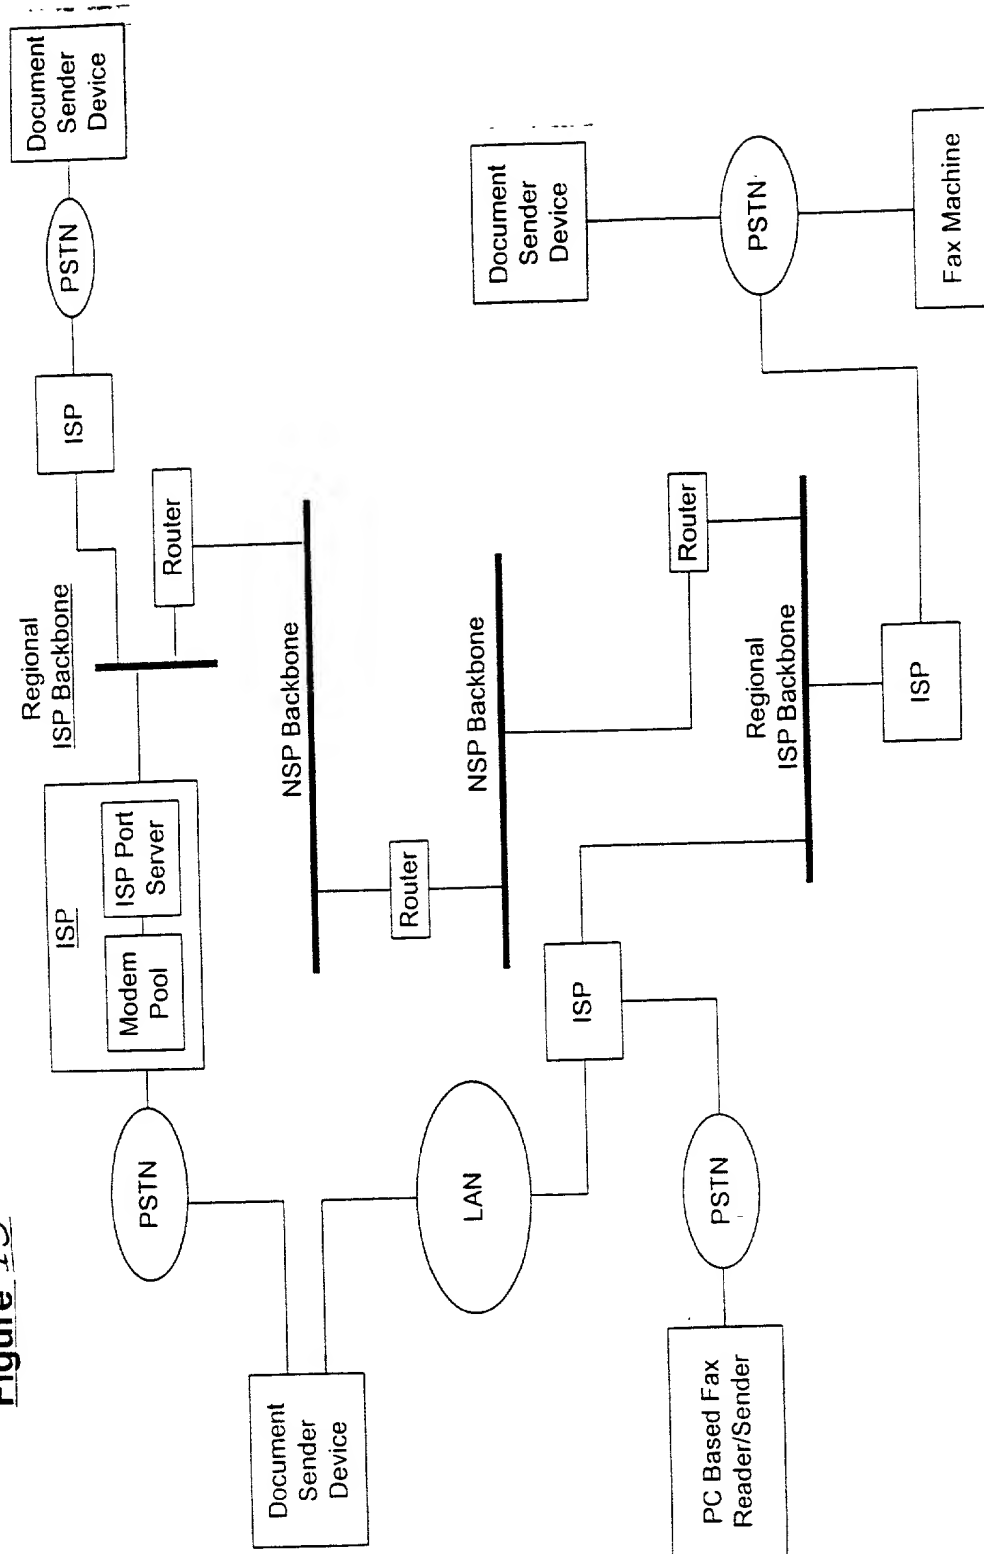 Figure
Regional
ISP Backbone
Document
Sender
Device
PSTN
ISP
ISP
Modem
Pool
ISP Port
Server
PSTN
Router
Document
Sender
Device
NSP Backbone
Router
LAN
NSP Backbone
Document
Sender
Device
ISP
Router
PSTN
PSTN
Regional
ISP Backbone
PC Based Fax
Reader/Sender
ISP
Fax Machine